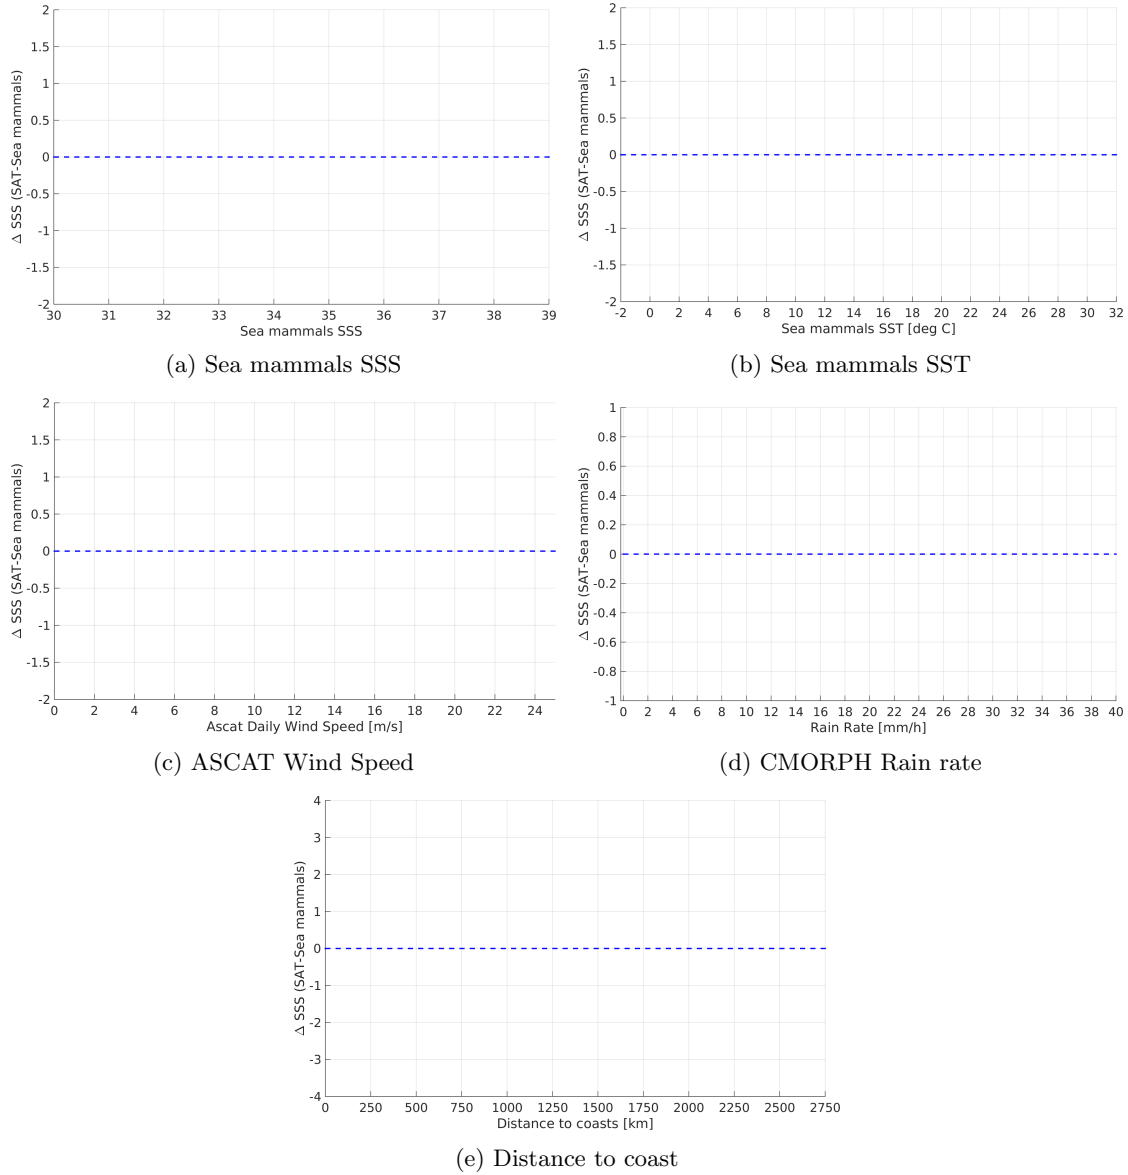 2
1.5
1
0.5
0
-0.5
-1
-1.5
-2
Δ SSS (SAT-Sea mammals)
30 31 32 33 34 35 36 37 38 39
Sea mammals SSS
(a) Sea mammals SSS
2
1.5
1
0.5
0
-0.5
-1
-1.5
-2
Δ SSS (SAT-Sea mammals)
-2 0 2 4 6 8 10 12 14 16 18 20 22 24 26 28 30 32
Sea mammals SST [deg C]
(b) Sea mammals SST
2
1.5
1
0.5
0
-0.5
-1
-1.5
-2
Δ SSS (SAT-Sea mammals)
0 2 4 6 8 10 12 14 16 18 20 22 24
Ascat Daily Wind Speed [m/s]
(c) ASCAT Wind Speed
1
0.8
0.6
0.4
0.2
0
-0.2
-0.4
-0.6
-0.8
-1
Δ SSS (SAT-Sea mammals)
0 2 4 6 8 10 12 14 16 18 20 22 24 26 28 30 32 34 36 38 40
Rain Rate [mm/h]
(d) CMORPH Rain rate
4
3
2
1
0
-1
-2
-3
-4
Δ SSS (SAT-Sea mammals)
0 250 500 750 1000 1250 1500 1750 2000 2250 2500 2750
Distance to coasts [km]
(e) Distance to coast